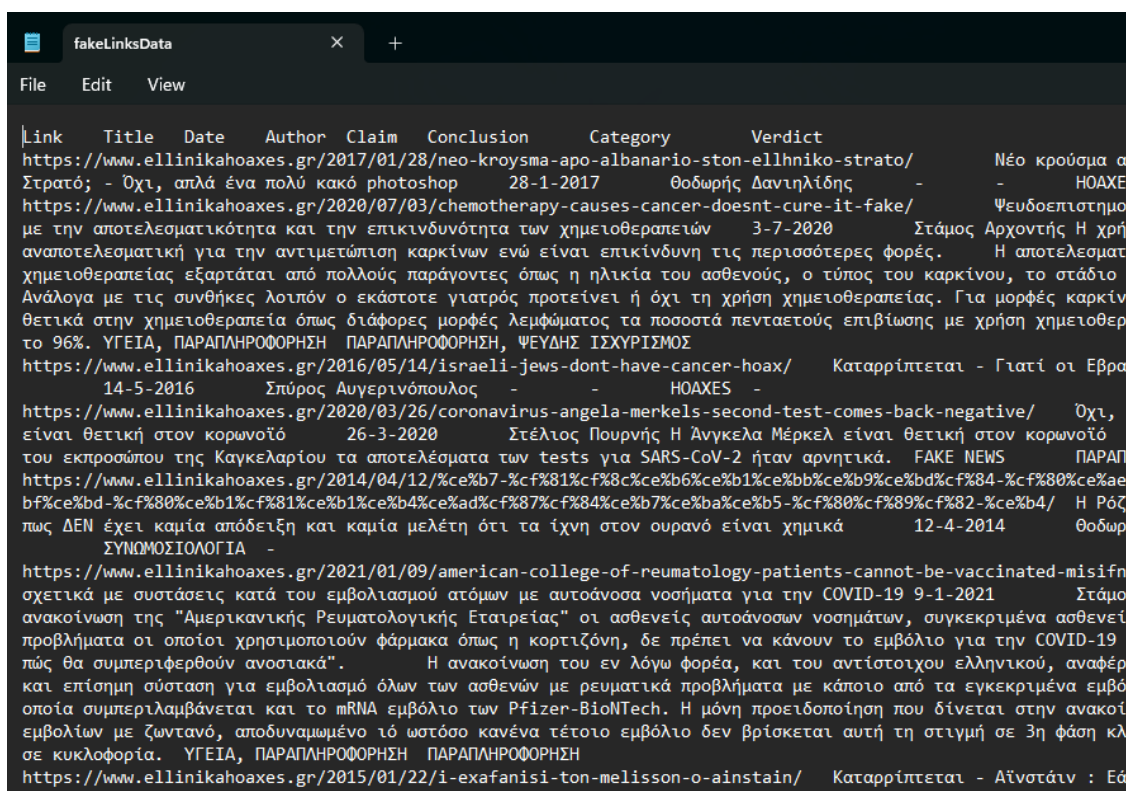 fakeLinksData × +
File Edit View
Link Title Date Author Claim Conclusion Category Verdict
https://www.ellinikahoaxes.gr/2017/01/28/neo-kroysma-apo-albanario-ston-ellhniko-strato/ Νέο κρούσμα α
Στρατό; - Όχι, απλά ένα πολύ κακό photoshop 28-1-2017 Θοδωρής Δανιηλίδης - - HOAXE
https://www.ellinikahoaxes.gr/2020/07/03/chemotherapy-causes-cancer-doesnt-cure-it-fake/ Ψευδοεπιστημο
με την αποτελεσματικότητα και την επικινδυνότητα των χημειοθεραπειών 3-7-2020 Στάμος Αρχοντής Η χρή
αναποτελεσματική για την αντιμετώπιση καρκίνων ενώ είναι επικίνδυνη τις περισσότερες φορές. Η αποτελεσματ
χημειοθεραπείας εξαρτάται από πολλούς παράγοντες όπως η ηλικία του ασθενούς, ο τύπος του καρκίνου, το στάδιο
Ανάλογα με τις συνθήκες λοιπόν ο εκάστοτε γιατρός προτείνει ή όχι τη χρήση χημειοθεραπείας. Για μορφές καρκίν
θετικά στην χημειοθεραπεία όπως διάφορες μορφές λεμφώματος τα ποσοστά πενταετούς επιβίωσης με χρήση χημειοθερ
το 96%. ΥΓΕΙΑ, ΠΑΡΑΠΛΗΡΟΦΟΡΗΣΗ ΠΑΡΑΠΛΗΡΟΦΟΡΗΣΗ, ΨΕΥΔΗΣ ΙΣΧΥΡΙΣΜΟΣ
https://www.ellinikahoaxes.gr/2016/05/14/israeli-jews-dont-have-cancer-hoax/ Καταρρίπτεται - Γιατί οι Εβρα
14-5-2016 Σπύρος Αυγερινόπουλος - - HOAXES -
https://www.ellinikahoaxes.gr/2020/03/26/coronavirus-angela-merkels-second-test-comes-back-negative/ Όχι,
είναι θετική στον κορωνοϊό 26-3-2020 Στέλιος Πουρνής Η Άνγκελα Μέρκελ είναι θετική στον κορωνοϊό
του εκπροσώπου της Καγκελαρίου τα αποτελέσματα των tests για SARS-CoV-2 ήταν αρνητικά. FAKE NEWS ΠΑΡΑΠ
https://www.ellinikahoaxes.gr/2014/04/12/%ce%b7-%cf%81%cf%8c%ce%b6%ce%b1%ce%bb%ce%b9%ce%bd%cf%84-%cf%80%ce%ae
bf%ce%bd-%cf%80%ce%b1%cf%81%ce%b1%ce%b4%ce%ad%cf%87%cf%84%ce%b7%ce%ba%ce%b5-%cf%80%cf%89%cf%82-%ce%b4/ Η Ρόζ
πως ΔΕΝ έχει καμία απόδειξη και καμία μελέτη ότι τα ίχνη στον ουρανό είναι χημικά 12-4-2014 Θοδωρ
ΣΥΝΩΜΟΣΙΟΛΟΓΙΑ -
https://www.ellinikahoaxes.gr/2021/01/09/american-college-of-reumatology-patients-cannot-be-vaccinated-misifn
σχετικά με συστάσεις κατά του εμβολιασμού ατόμων με αυτοάνοσα νοσήματα για την COVID-19 9-1-2021 Στάμο
ανακοίνωση της "Αμερικανικής Ρευματολογικής Εταιρείας" οι ασθενείς αυτοάνοσων νοσημάτων, συγκεκριμένα ασθενεί
προβλήματα οι οποίοι χρησιμοποιούν φάρμακα όπως η κορτιζόνη, δε πρέπει να κάνουν το εμβόλιο για την COVID-19
πώς θα συμπεριφερθούν ανοσιακά". Η ανακοίνωση του εν λόγω φορέα, και του αντίστοιχου ελληνικού, αναφέρ
και επίσημη σύσταση για εμβολιασμό όλων των ασθενών με ρευματικά προβλήματα με κάποιο από τα εγκεκριμένα εμβό
οποία συμπεριλαμβάνεται και το mRNA εμβόλιο των Pfizer-BioNTech. Η μόνη προειδοποίηση που δίνεται στην ανακοί
εμβολίων με ζωντανό, αποδυναμωμένο ιό ωστόσο κανένα τέτοιο εμβόλιο δεν βρίσκεται αυτή τη στιγμή σε 3η φάση κλ
σε κυκλοφορία. ΥΓΕΙΑ, ΠΑΡΑΠΛΗΡΟΦΟΡΗΣΗ ΠΑΡΑΠΛΗΡΟΦΟΡΗΣΗ
https://www.ellinikahoaxes.gr/2015/01/22/i-exafanisi-ton-melisson-o-ainstain/ Καταρρίπτεται - Αϊνστάιν : Εά